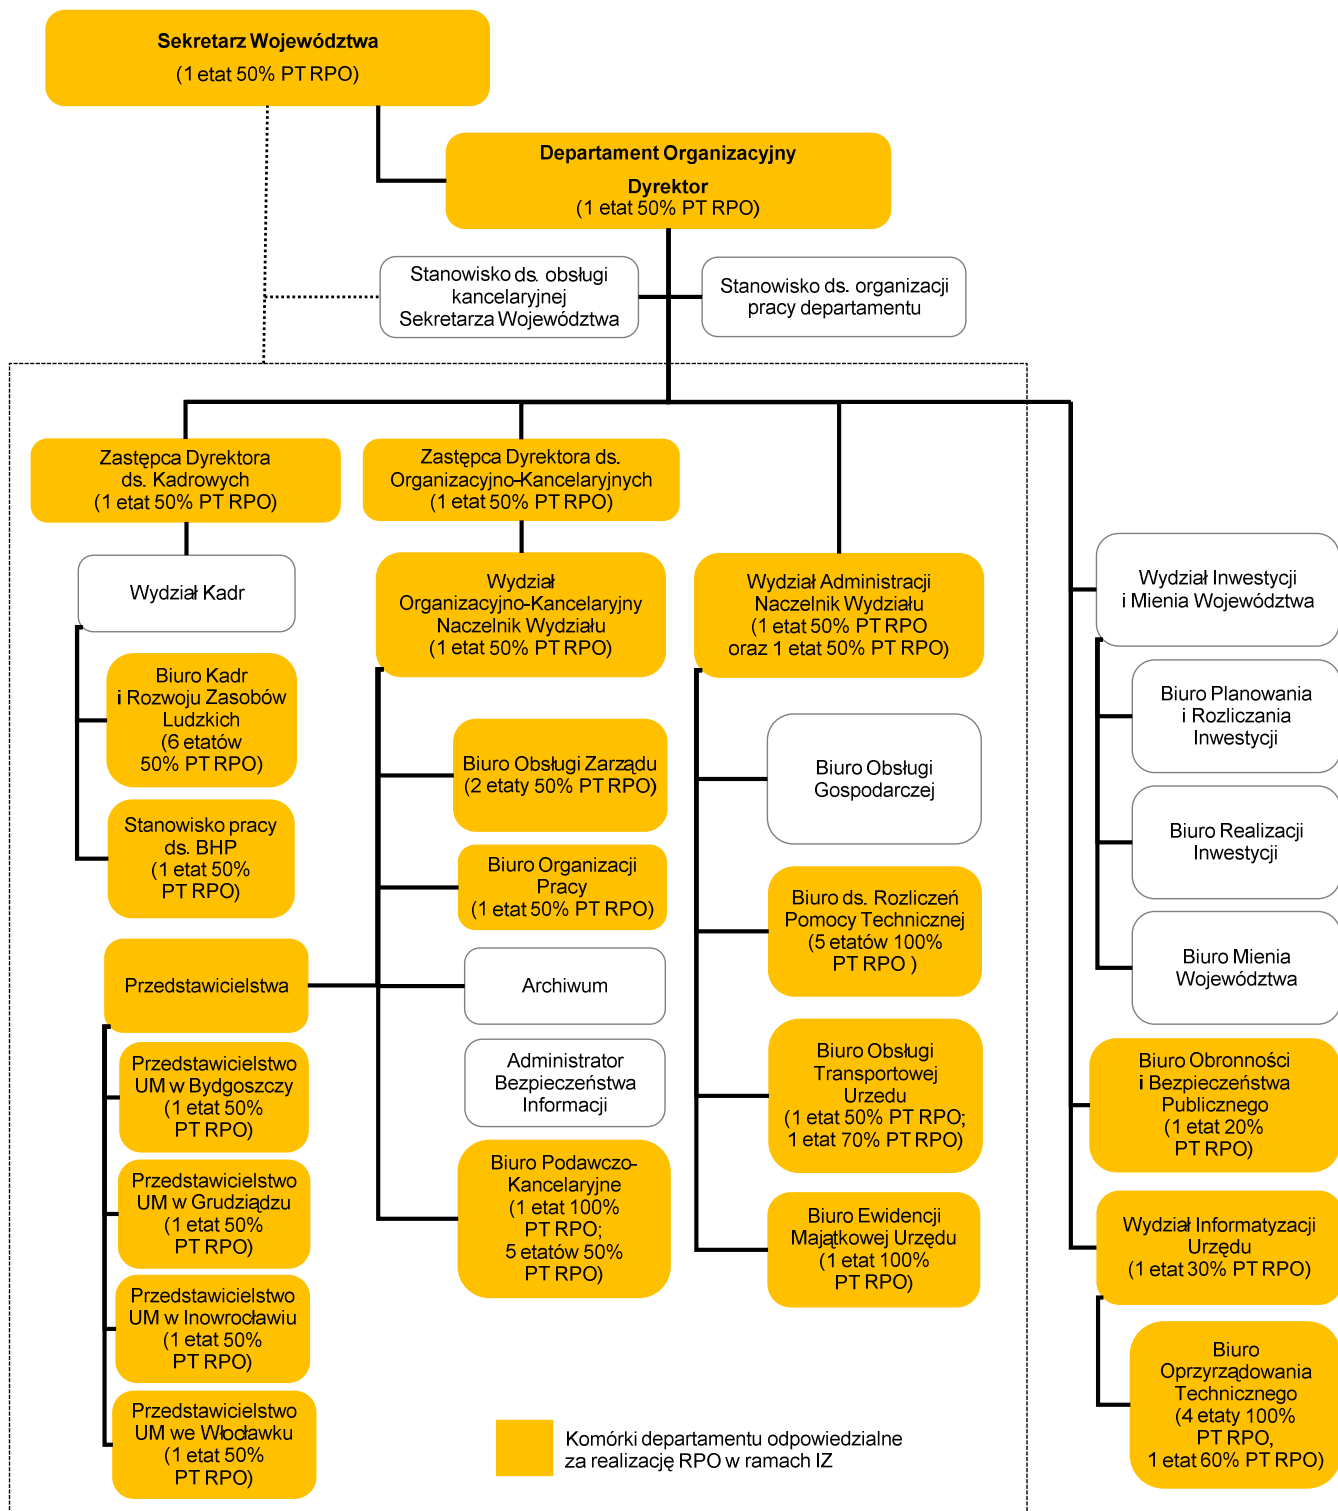 Sekretarz Województwa
(1 etat 50% PT RPO)
Departament Organizacyjny
Dyrektor
(1 etat 50% PT RPO)
Stanowisko ds. obsługi
kancelaryjnej
Sekretarza Województwa
Stanowisko ds. organizacji
pracy departamentu
Zastępca Dyrektora
ds. Kadrowych
(1 etat 50% PT RPO)
Zastępca Dyrektora ds.
Organizacyjno-Kancelaryjnych
(1 etat 50% PT RPO)
Wydział Kadr
Biuro Kadr
i Rozwoju Zasobów
Ludzkich
(6 etatów
50% PT RPO)
Stanowisko pracy
ds. BHP
(1 etat 50%
PT RPO)
Wydział
Organizacyjno-Kancelaryjny
Naczelnik Wydziału
(1 etat 50% PT RPO)
Biuro Obsługi Zarządu
(2 etaty 50% PT RPO)
Biuro Organizacji
Pracy
(1 etat 50% PT RPO)
Archiwum
Administrator
Bezpieczeństwa
Informacji
Biuro Podawczo-
Kancelaryjne
(1 etat 100%
PT RPO;
5 etatów 50%
PT RPO)
Przedstawicielstwa
Przedstawicielstwo
UM w Bydgoszczy
(1 etat 50%
PT RPO)
Przedstawicielstwo
UM w Grudziądzu
(1 etat 50%
PT RPO)
Przedstawicielstwo
UM w Inowrocławiu
(1 etat 50%
PT RPO)
Przedstawicielstwo
UM we Włocławku
(1 etat 50%
PT RPO)
Wydział Administracji
Naczelnik Wydziału
(1 etat 50% PT RPO
oraz 1 etat 50% PT RPO)
Biuro Obsługi
Gospodarczej
Biuro ds. Rozliczeń
Pomocy Technicznej
(5 etatów 100%
PT RPO )
Biuro Obsługi
Transportowej
Urzedu
(1 etat 50% PT RPO;
1 etat 70% PT RPO)
Biuro Ewidencji
Majątkowej Urzędu
(1 etat 100%
PT RPO)
Wydział Inwestycji
i Mienia Województwa
Biuro Planowania
i Rozliczania
Inwestycji
Biuro Realizacji
Inwestycji
Biuro Mienia
Województwa
Biuro Obronności
i Bezpieczeństwa
Publicznego
(1 etat 20%
PT RPO)
Wydział Informatyzacji
Urzędu
(1 etat 30% PT RPO)
Biuro
Oprzyrządowania
Technicznego
(4 etaty 100%
PT RPO,
1 etat 60% PT RPO)
Komórki departamentu odpowiedzialne
za realizację RPO w ramach IZ